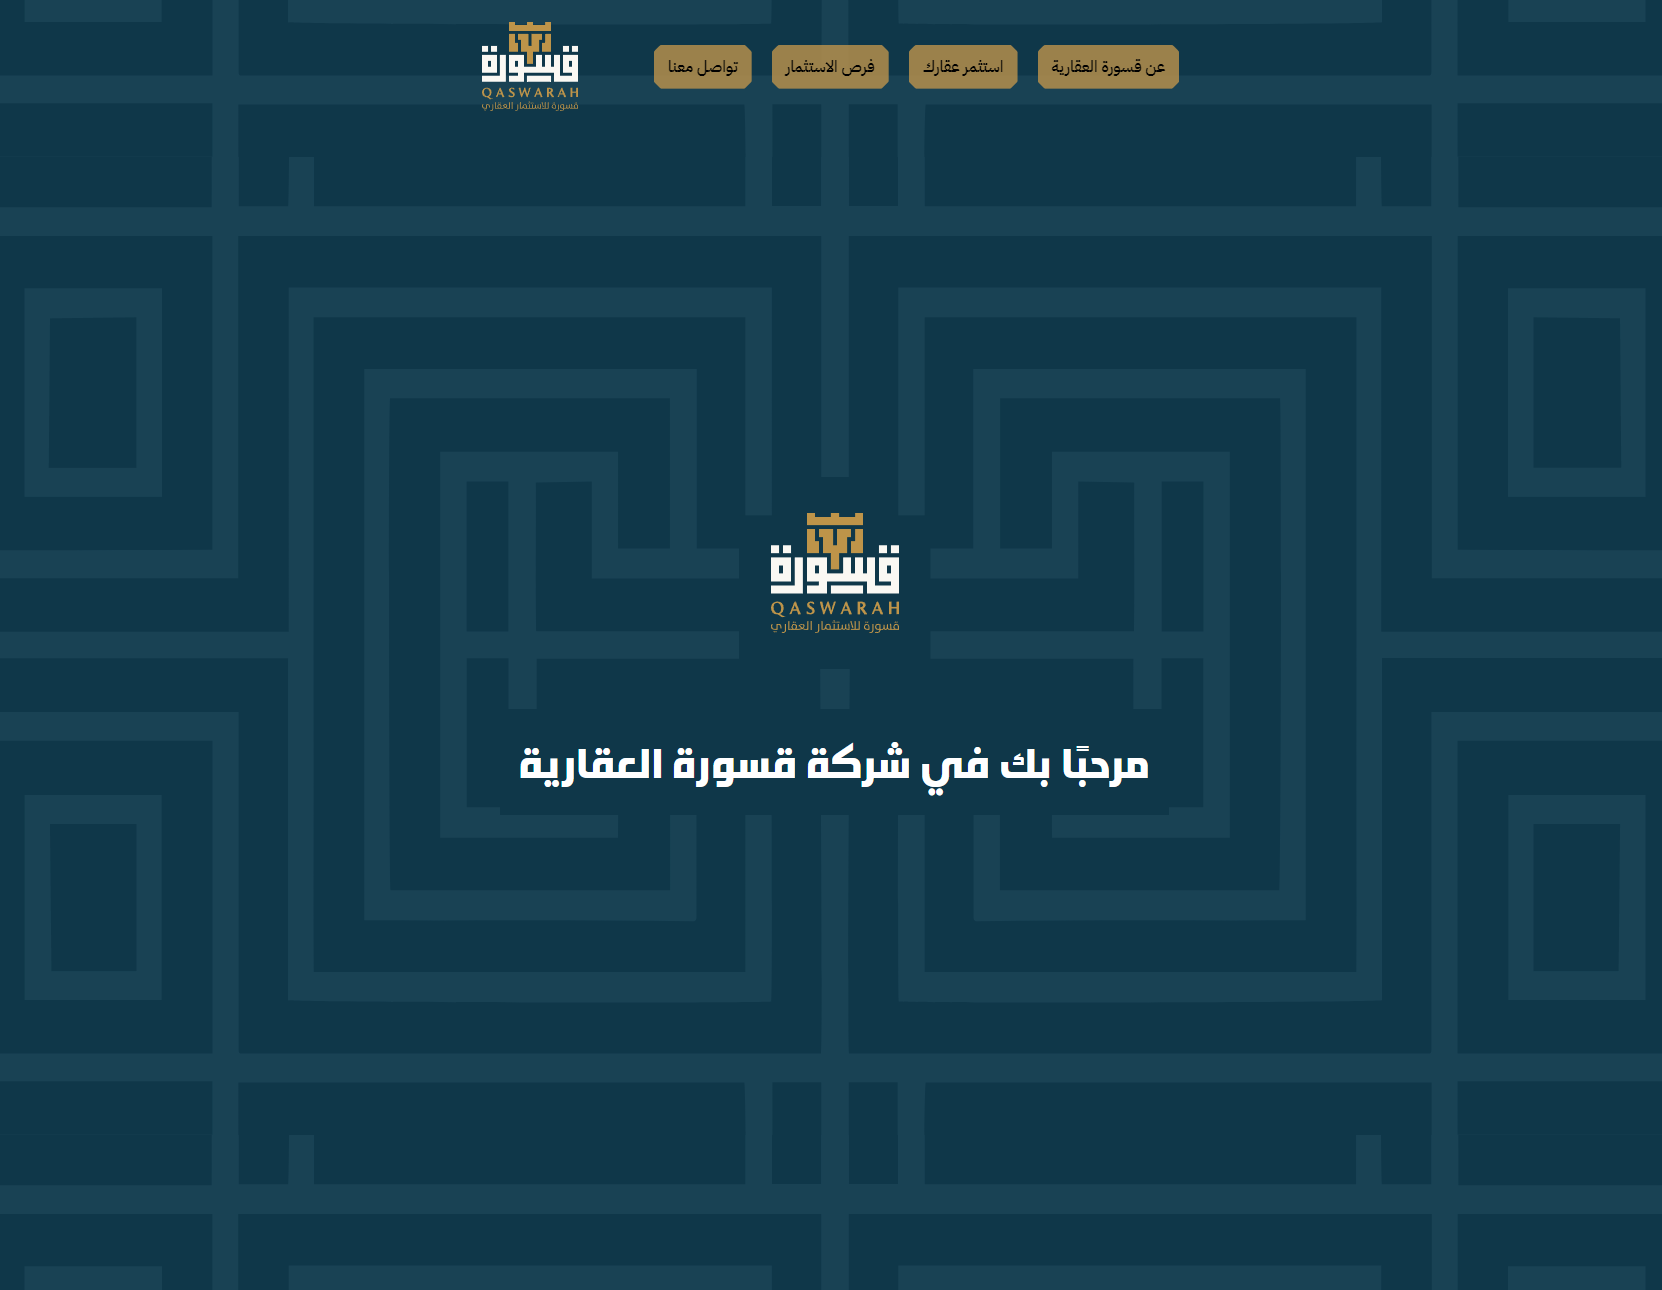 عن قسورة العقارية
استثمر عقارك
فرص الاستثمار
تواصل معنا
قسورة
QASWARAH
قسورة للاستثمار العقاري
قسورة
QASWARAH
قسورة للاستثمار العقاري
مرحبًا بك في شركة قسورة العقارية